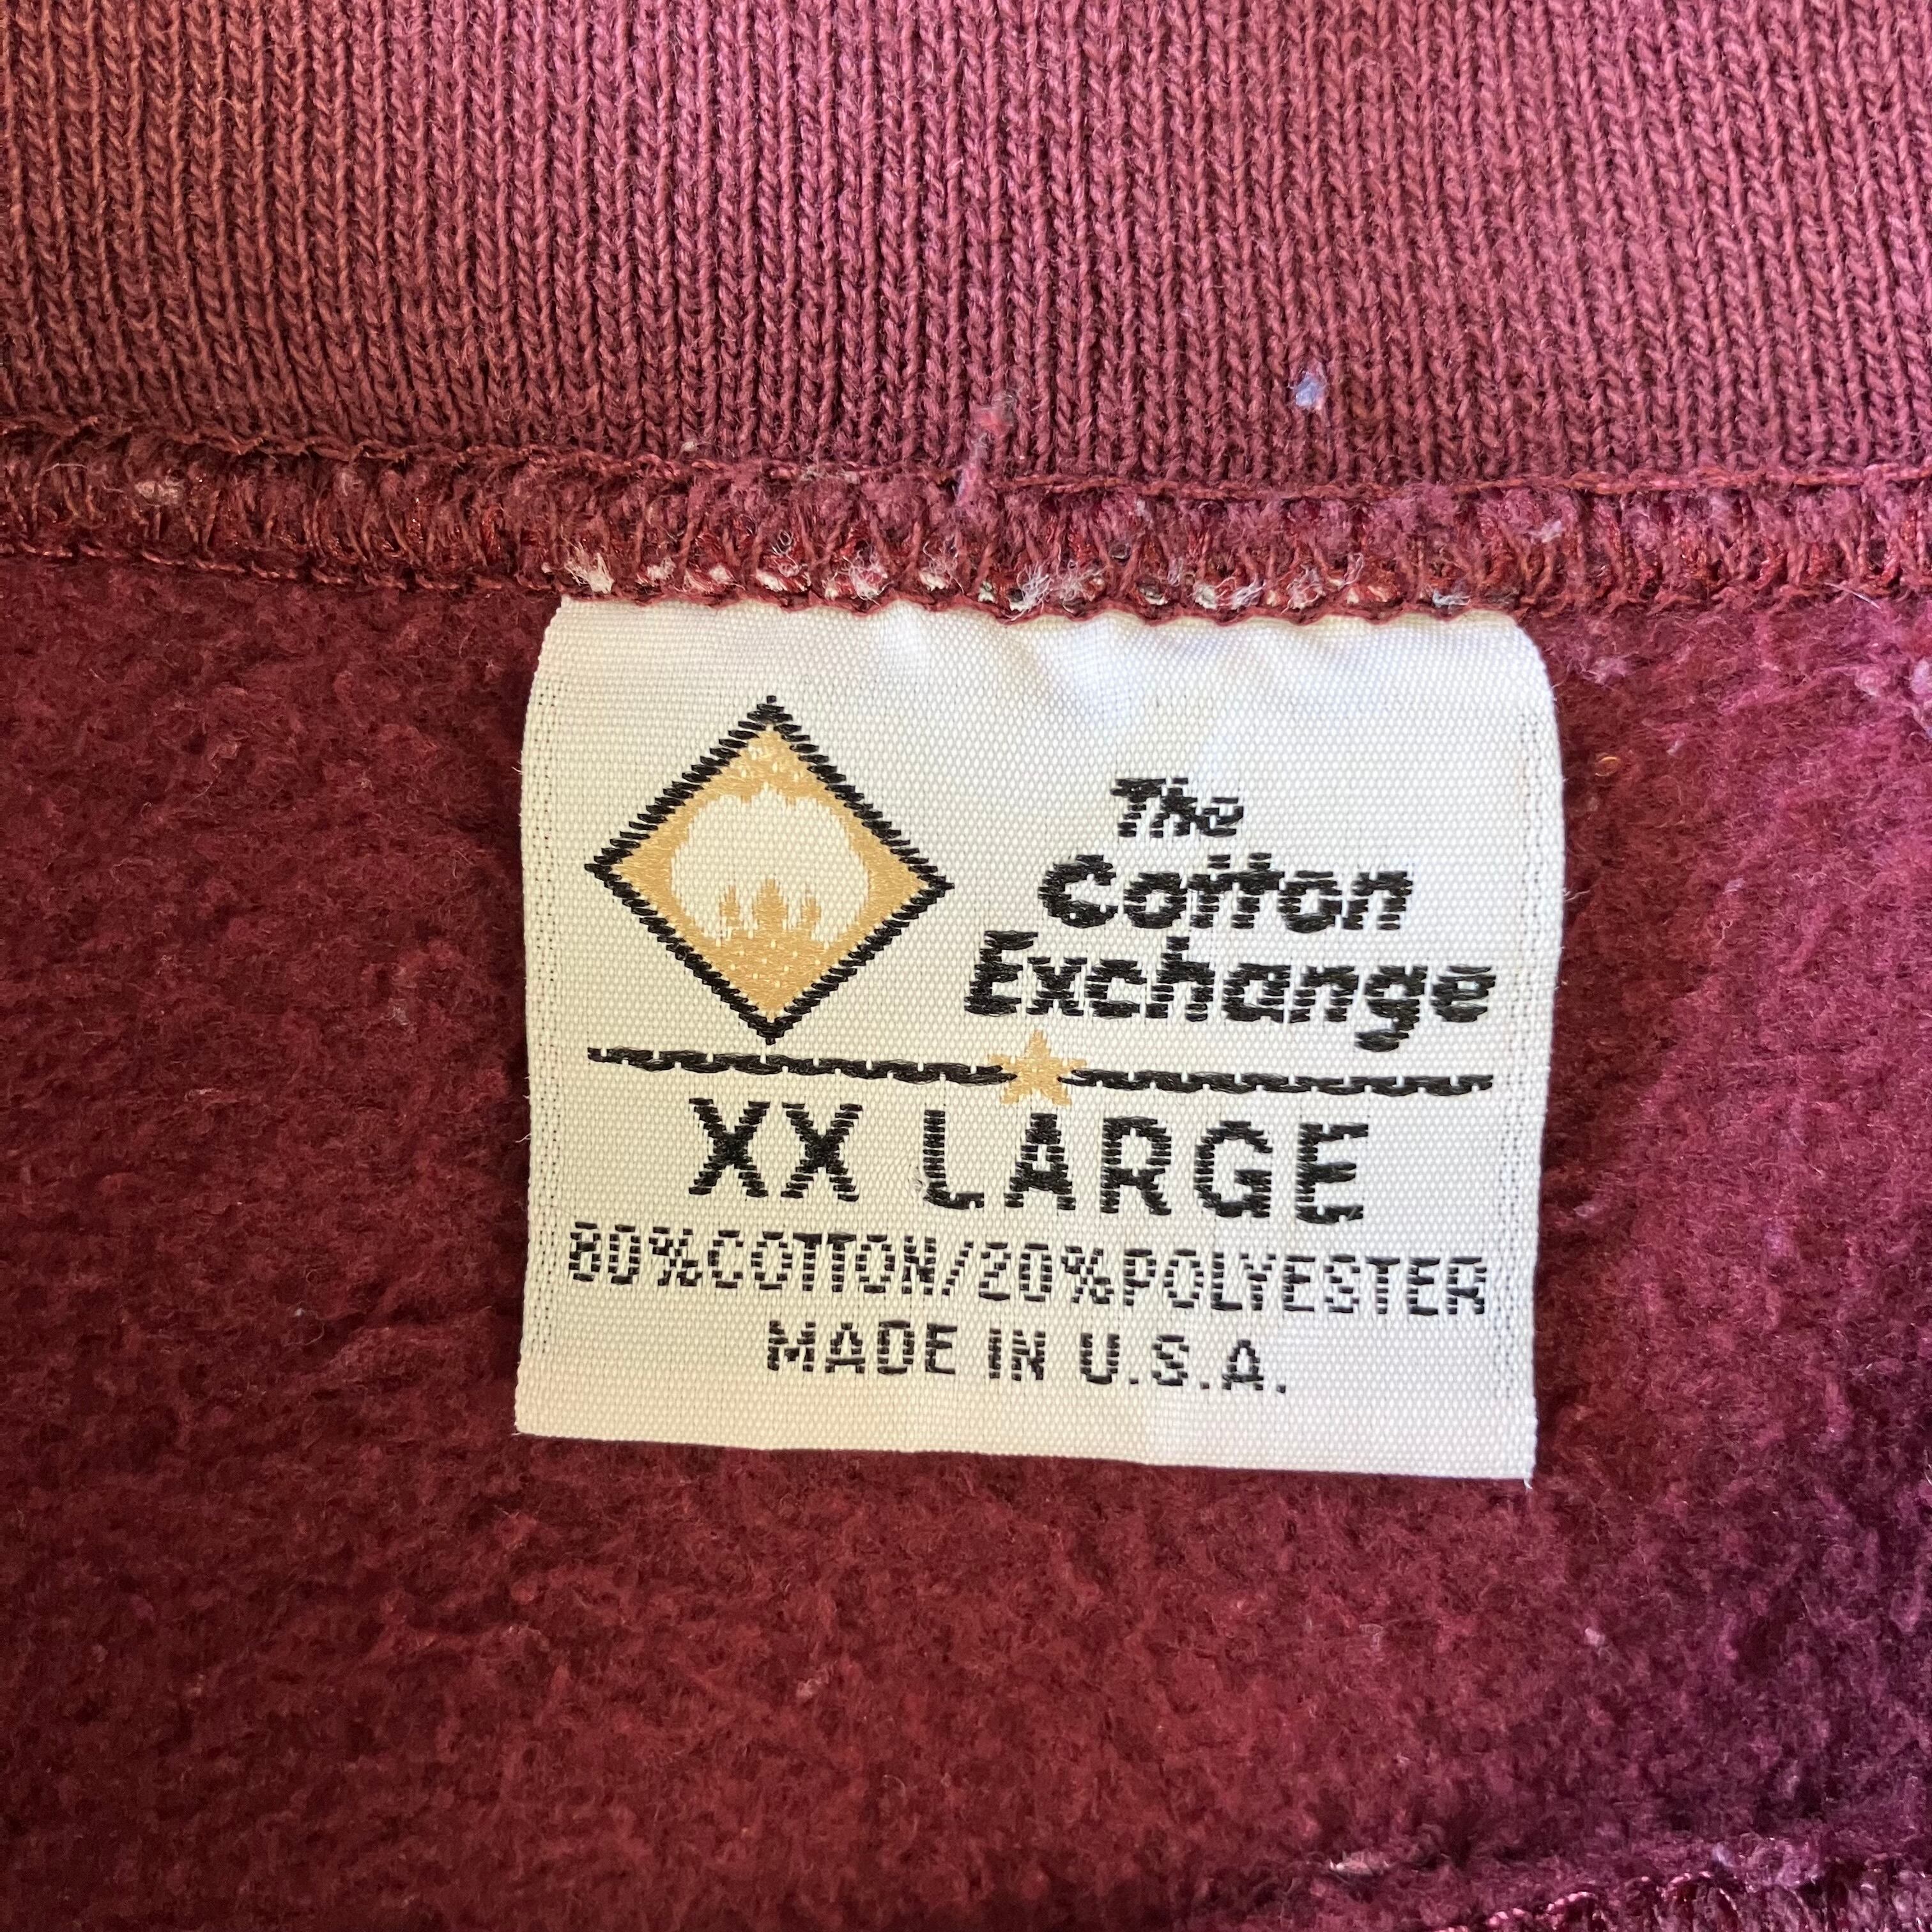 The
Cotton
Exchange
XX LARGE
80%COTTON/20%POLYESTER
MADE IN U.S.A.